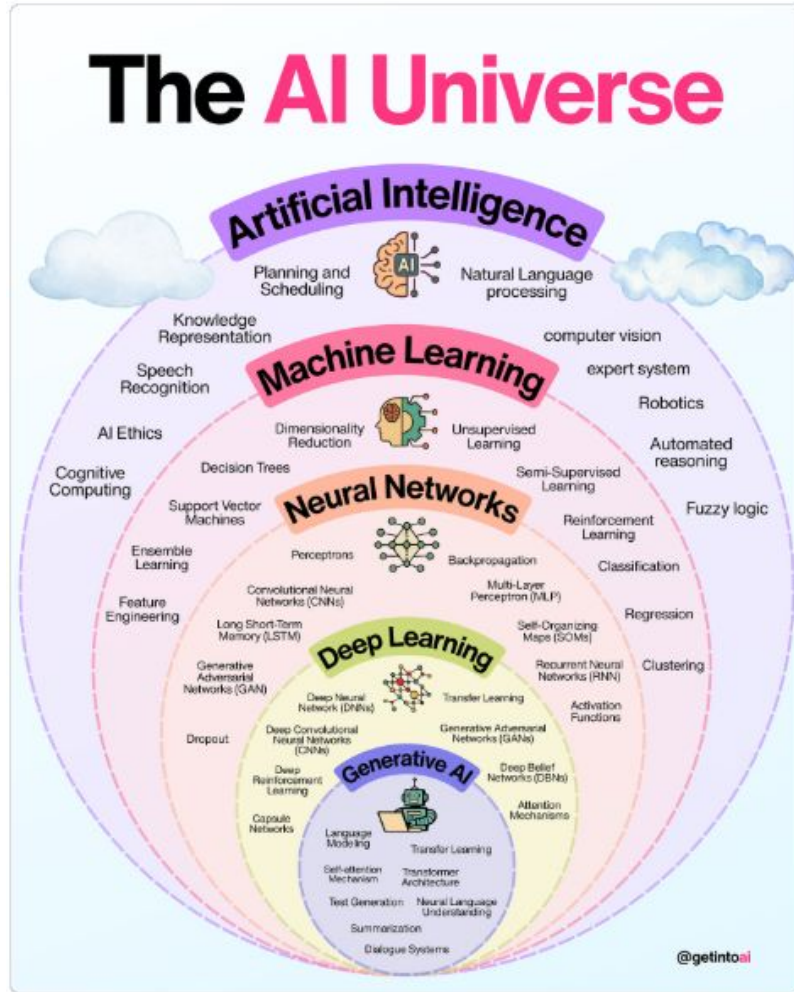 The AI Universe
Artificial Intelligence
Planning and
Scheduling
AI
Natural Language
processing
Knowledge
Representation
computer vision
Speech
Recognition
expert system
Robotics
AI Ethics
Automated
reasoning
Cognitive
Computing
Fuzzy logic
Machine Learning
Dimensionality
Reduction
Unsupervised
Learning
Decision Trees
Semi-Supervised
Learning
Support Vector
Machines
Reinforcement
Learning
Ensemble
Learning
Classification
Feature
Engineering
Regression
Clustering
Neural Networks
Perceptrons
Backpropagation
Convolutional Neural
Networks (CNNs)
Multi-Layer
Perceptron (MLP)
Long Short-Term
Memory (LSTM)
Self-Organizing
Maps (SOMs)
Generative
Adversarial
Networks (GAN)
Recurrent Neural
Networks (RNN)
Activation
Functions
Dropout
Deep Learning
Deep Neural
Network (DNNs)
Transfer Learning
Deep Convolutional
Neural Networks
(CNNs)
Generative Adversarial
Networks (GANs)
Deep
Reinforcement
Learning
Deep Belief
Networks (DBNs)
Capsule
Networks
Attention
Mechanisms
Generative AI
Language
Modeling
Transfer Learning
Self-attention
Mechanism
Transformer
Architecture
Test Generation
Neural Language
Understanding
Summarization
Dialogue Systems
@getintoai